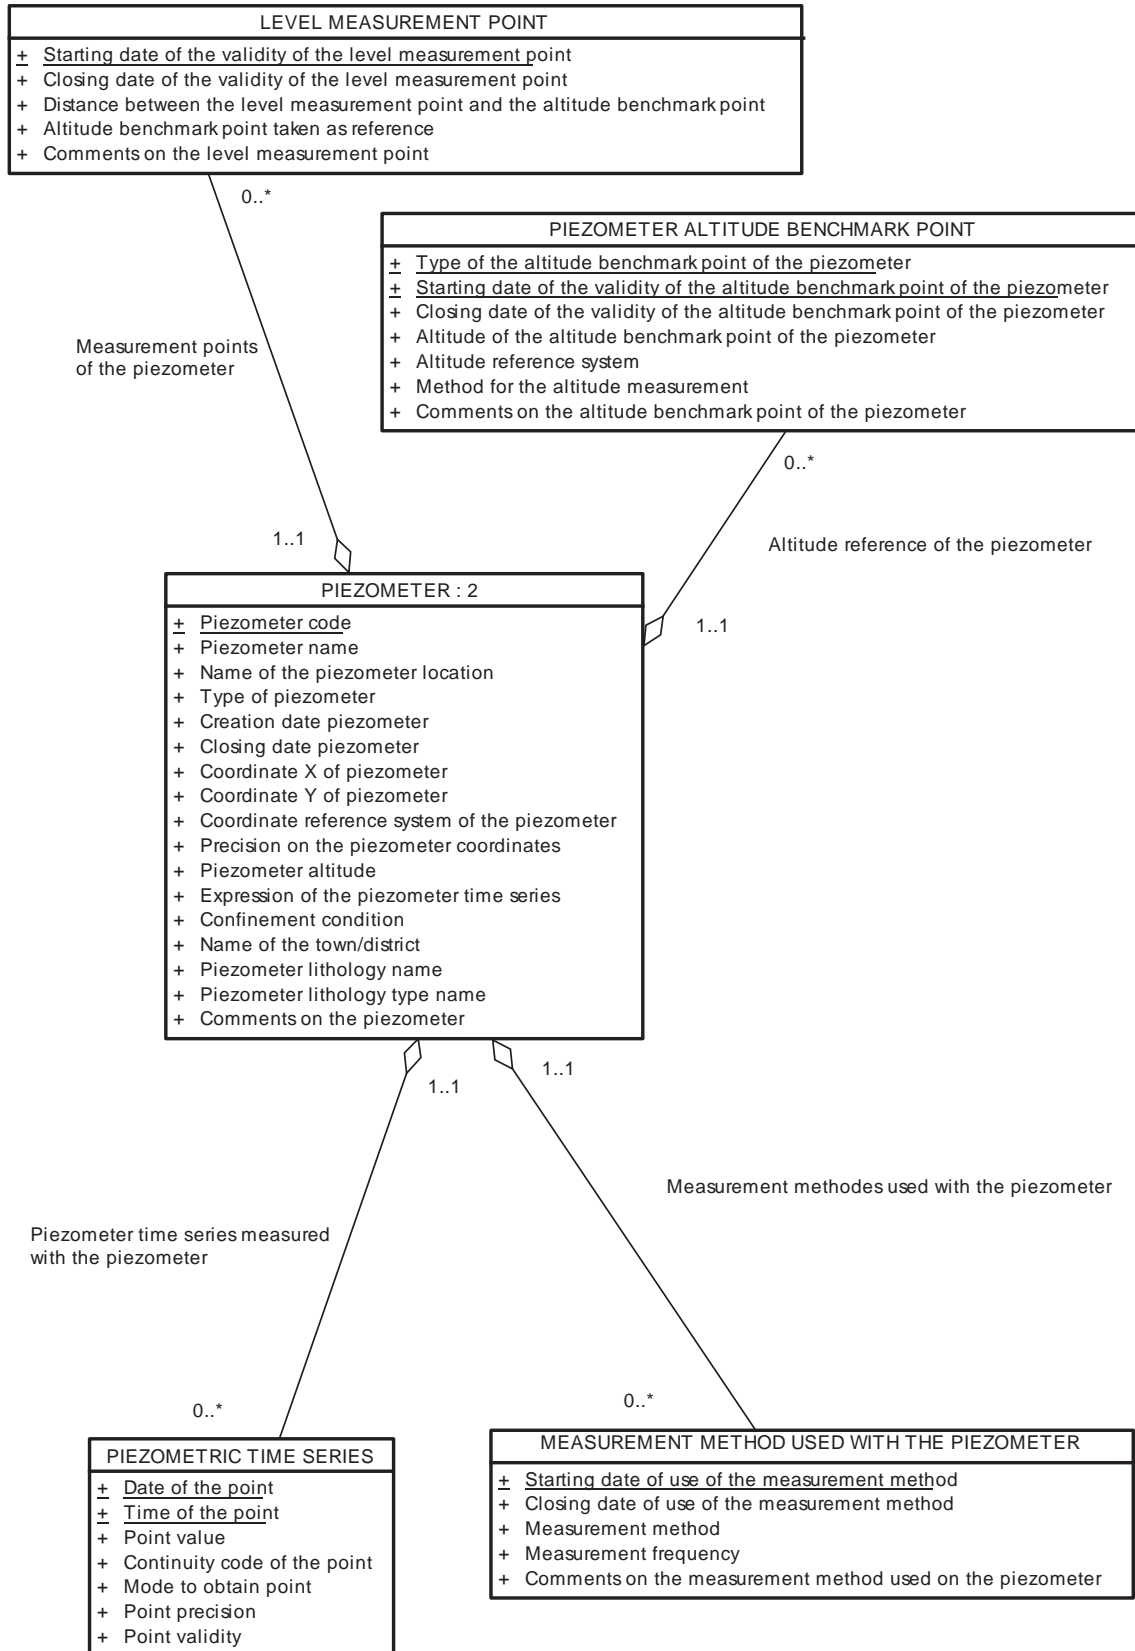 LEVEL MEASUREMENT POINT
+ Starting date of the validity of the level measurement point
+ Closing date of the validity of the level measurement point
+ Distance between the level measurement point and the altitude benchmark point
+ Altitude benchmark point taken as reference
+ Comments on the level measurement point
0..*
PIEZOMETER ALTITUDE BENCHMARK POINT
+ Type of the altitude benchmark point of the piezometer
+ Starting date of the validity of the altitude benchmark point of the piezometer
+ Closing date of the validity of the altitude benchmark point of the piezometer
+ Altitude of the altitude benchmark point of the piezometer
+ Altitude reference system
+ Method for the altitude measurement
+ Comments on the altitude benchmark point of the piezometer
Measurement points
of the piezometer
0..*
1..1
Altitude reference of the piezometer
1..1
PIEZOMETER : 2
+ Piezometer code
+ Piezometer name
+ Name of the piezometer location
+ Type of piezometer
+ Creation date piezometer
+ Closing date piezometer
+ Coordinate X of piezometer
+ Coordinate Y of piezometer
+ Coordinate reference system of the piezometer
+ Precision on the piezometer coordinates
+ Piezometer altitude
+ Expression of the piezometer time series
+ Confinement condition
+ Name of the town/district
+ Piezometer lithology name
+ Piezometer lithology type name
+ Comments on the piezometer
1..1
1..1
Measurement methodes used with the piezometer
Piezometer time series measured
with the piezometer
0..*
0..*
PIEZOMETRIC TIME SERIES
+ Date of the point
+ Time of the point
+ Point value
+ Continuity code of the point
+ Mode to obtain point
+ Point precision
+ Point validity
MEASUREMENT METHOD USED WITH THE PIEZOMETER
+ Starting date of use of the measurement method
+ Closing date of use of the measurement method
+ Measurement method
+ Measurement frequency
+ Comments on the measurement method used on the piezometer